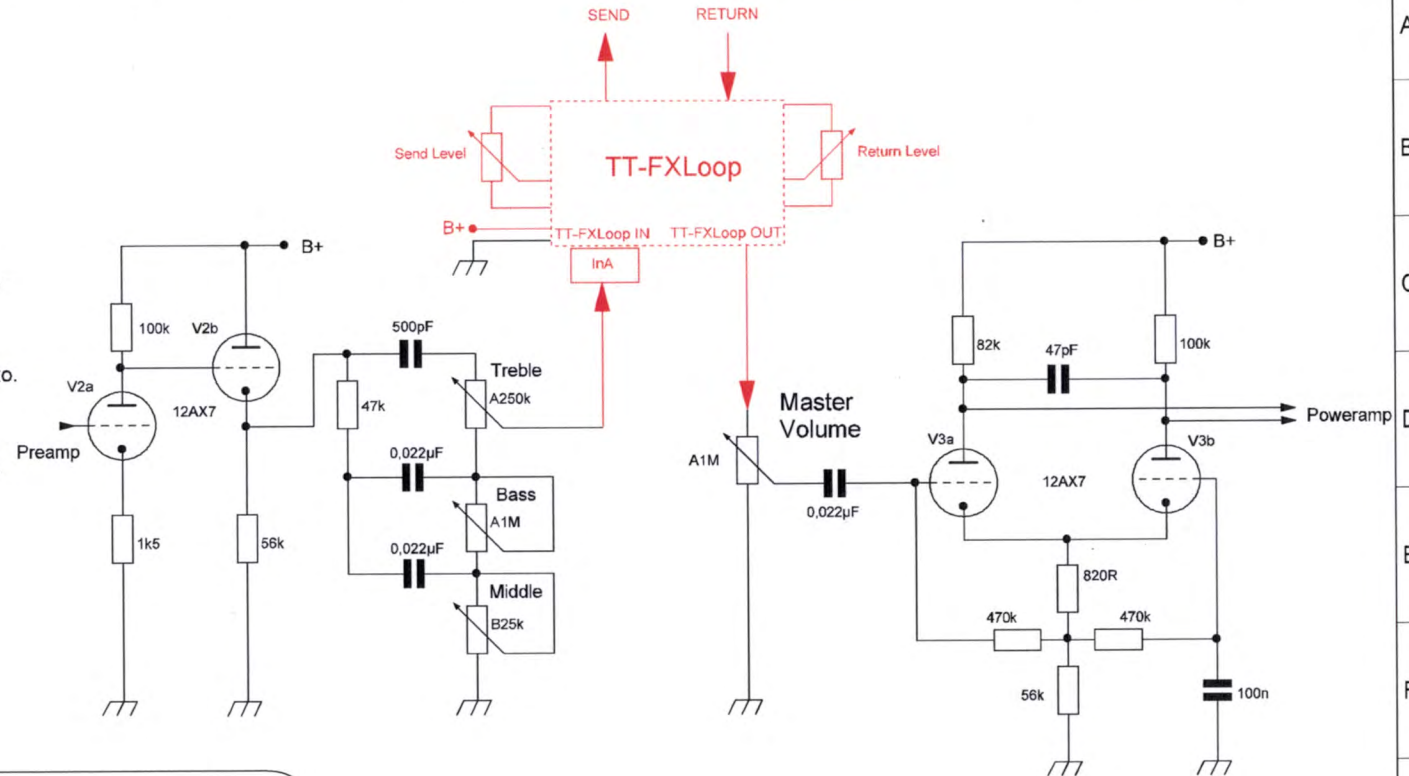 SEND
RETURN
Send Level
TT-FXLoop
Return Level
B+
TT-FXLoop IN
TT-FXLoop OUT
InA
B+
100k
V2b
V2a
12AX7
Preamp
1k5
56k
500pF
Treble
A250k
47k
0,022µF
Bass
A1M
0,022µF
Middle
B25k
Master
Volume
A1M
0,022µF
B+
82k
47pF
100k
Poweramp
V3a
V3b
12AX7
820R
470k
470k
56k
100n
A
D
F